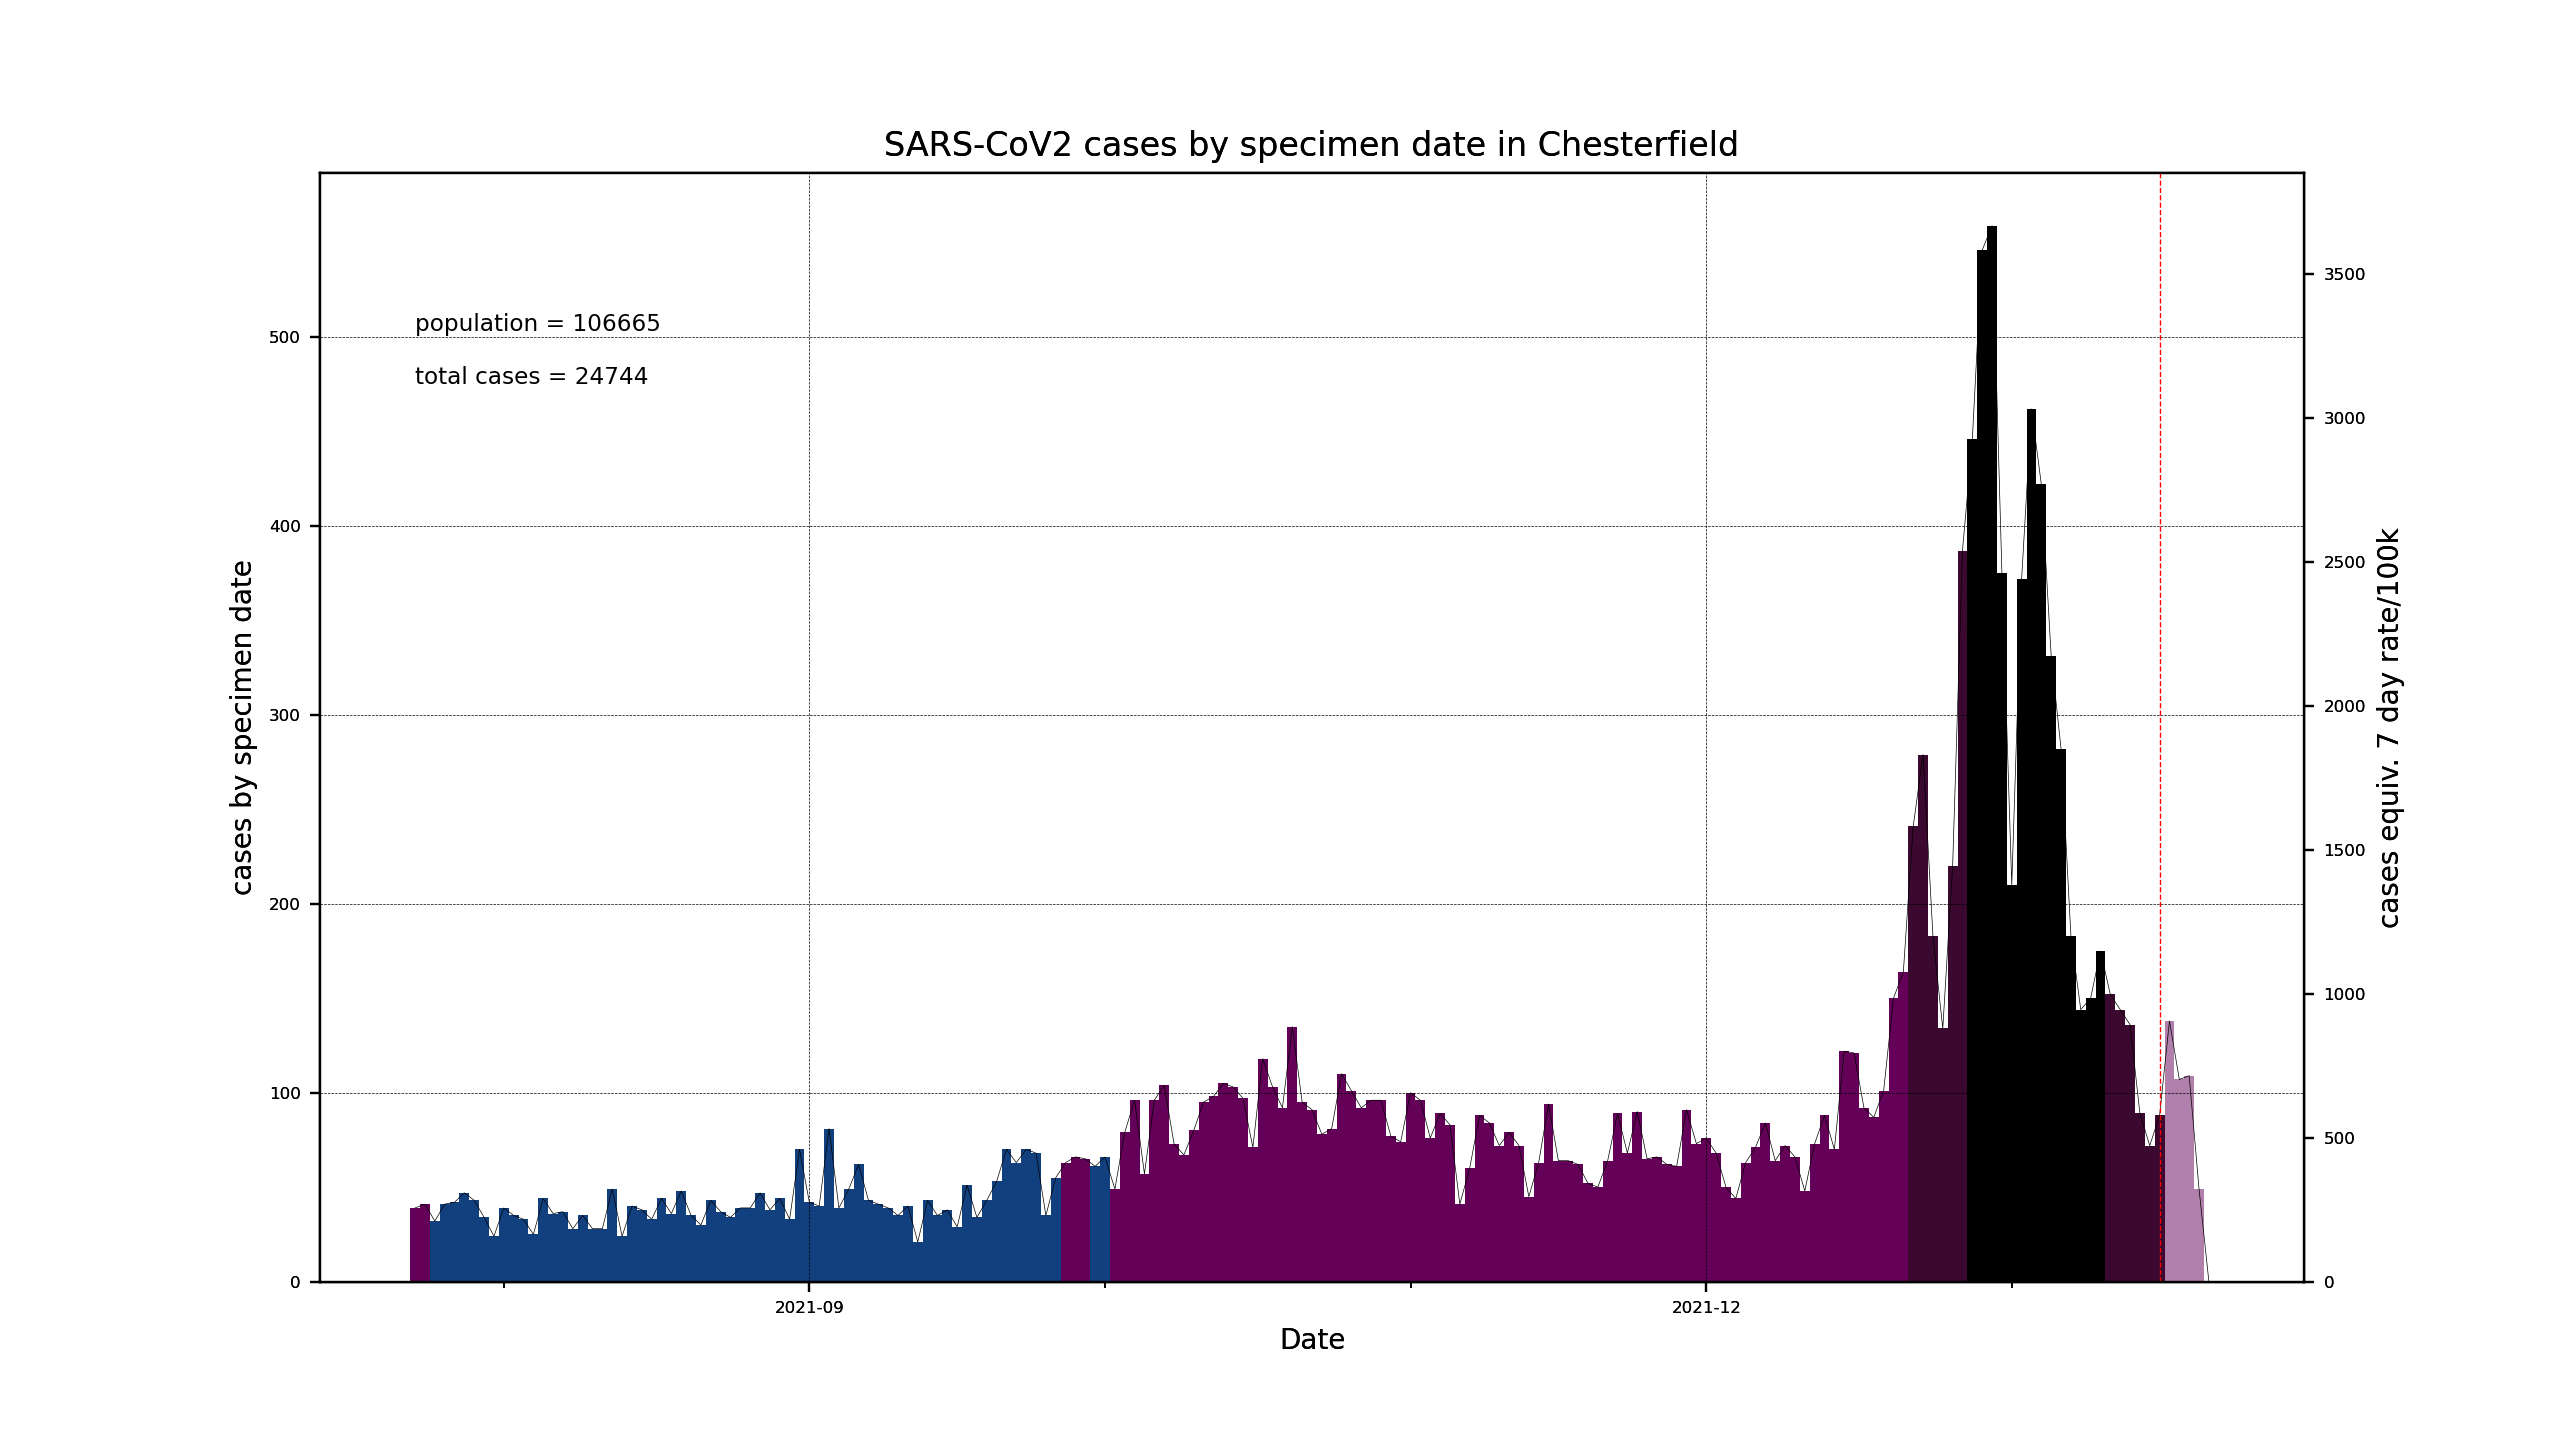 SARS-CoV2 cases by specimen date in Chesterfield
population = 106665
total cases = 24744
cases by specimen date
500
400
300
200
100
0
3500
3000
2500
2000
1500
1000
500
0
cases equiv. 7 day rate/100k
2021-09
2021-12
Date